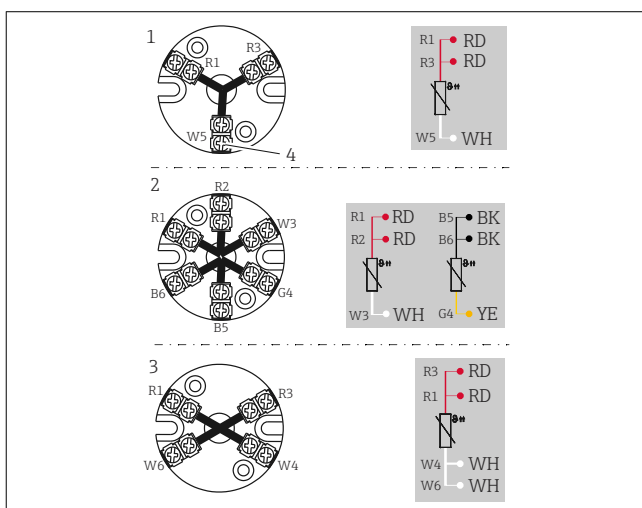 1
R1
R3
W5
4
R1 RD
R3 RD
ϑ
W5 WH
2
R2
R1
W3
B6
G4
B5
R1 RD
R2 RD
ϑ
W3 WH
B5 BK
B6 BK
ϑ
G4 YE
3
R1
R3
W6
W4
R3 RD
R1 RD
ϑ
W4 WH
W6 WH